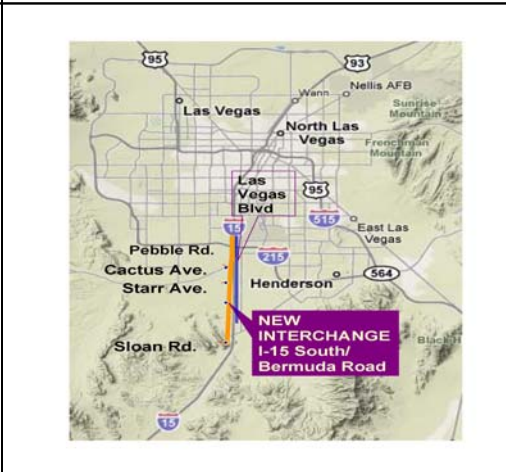 95
93
Nellis AFB
Wann
Las Vegas
Sunrise
Mountain
North Las
Vegas
Frenchman
Mountain
Las
Vegas
Blvd
95
515
15
East Las
Vegas
Pebble Rd.
215
Cactus Ave.
Henderson
564
Starr Ave.
NEW
INTERCHANGE
I-15 South/
Bermuda Road
Sloan Rd.
15